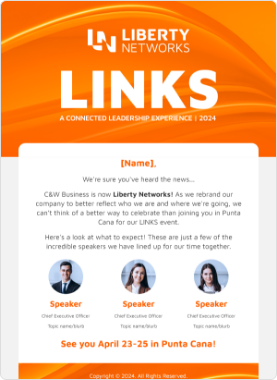 LIBERTY
NETWORKS
LINKS
A CONNECTED LEADERSHIP EXPERIENCE | 2024
[Name],
We're sure you've heard the news...
C&W Business is now Liberty Networks! As we rebrand our
company to better reflect who we are and where we're going, we
can't think of a better way to celebrate than joining you in Punta
Cana for our LINKS event.
Here's a look at what to expect! These are just a few of the
incredible speakers we have lined up for our time together.
Speaker Speaker Speaker
Chief Executive Officer Chief Executive Officer Chief Executive Officer
Topic name/blurb Topic name/blurb Topic name/blurb
See you April 23-25 in Punta Cana!
Copyright © 2024, All Rights Reserved.